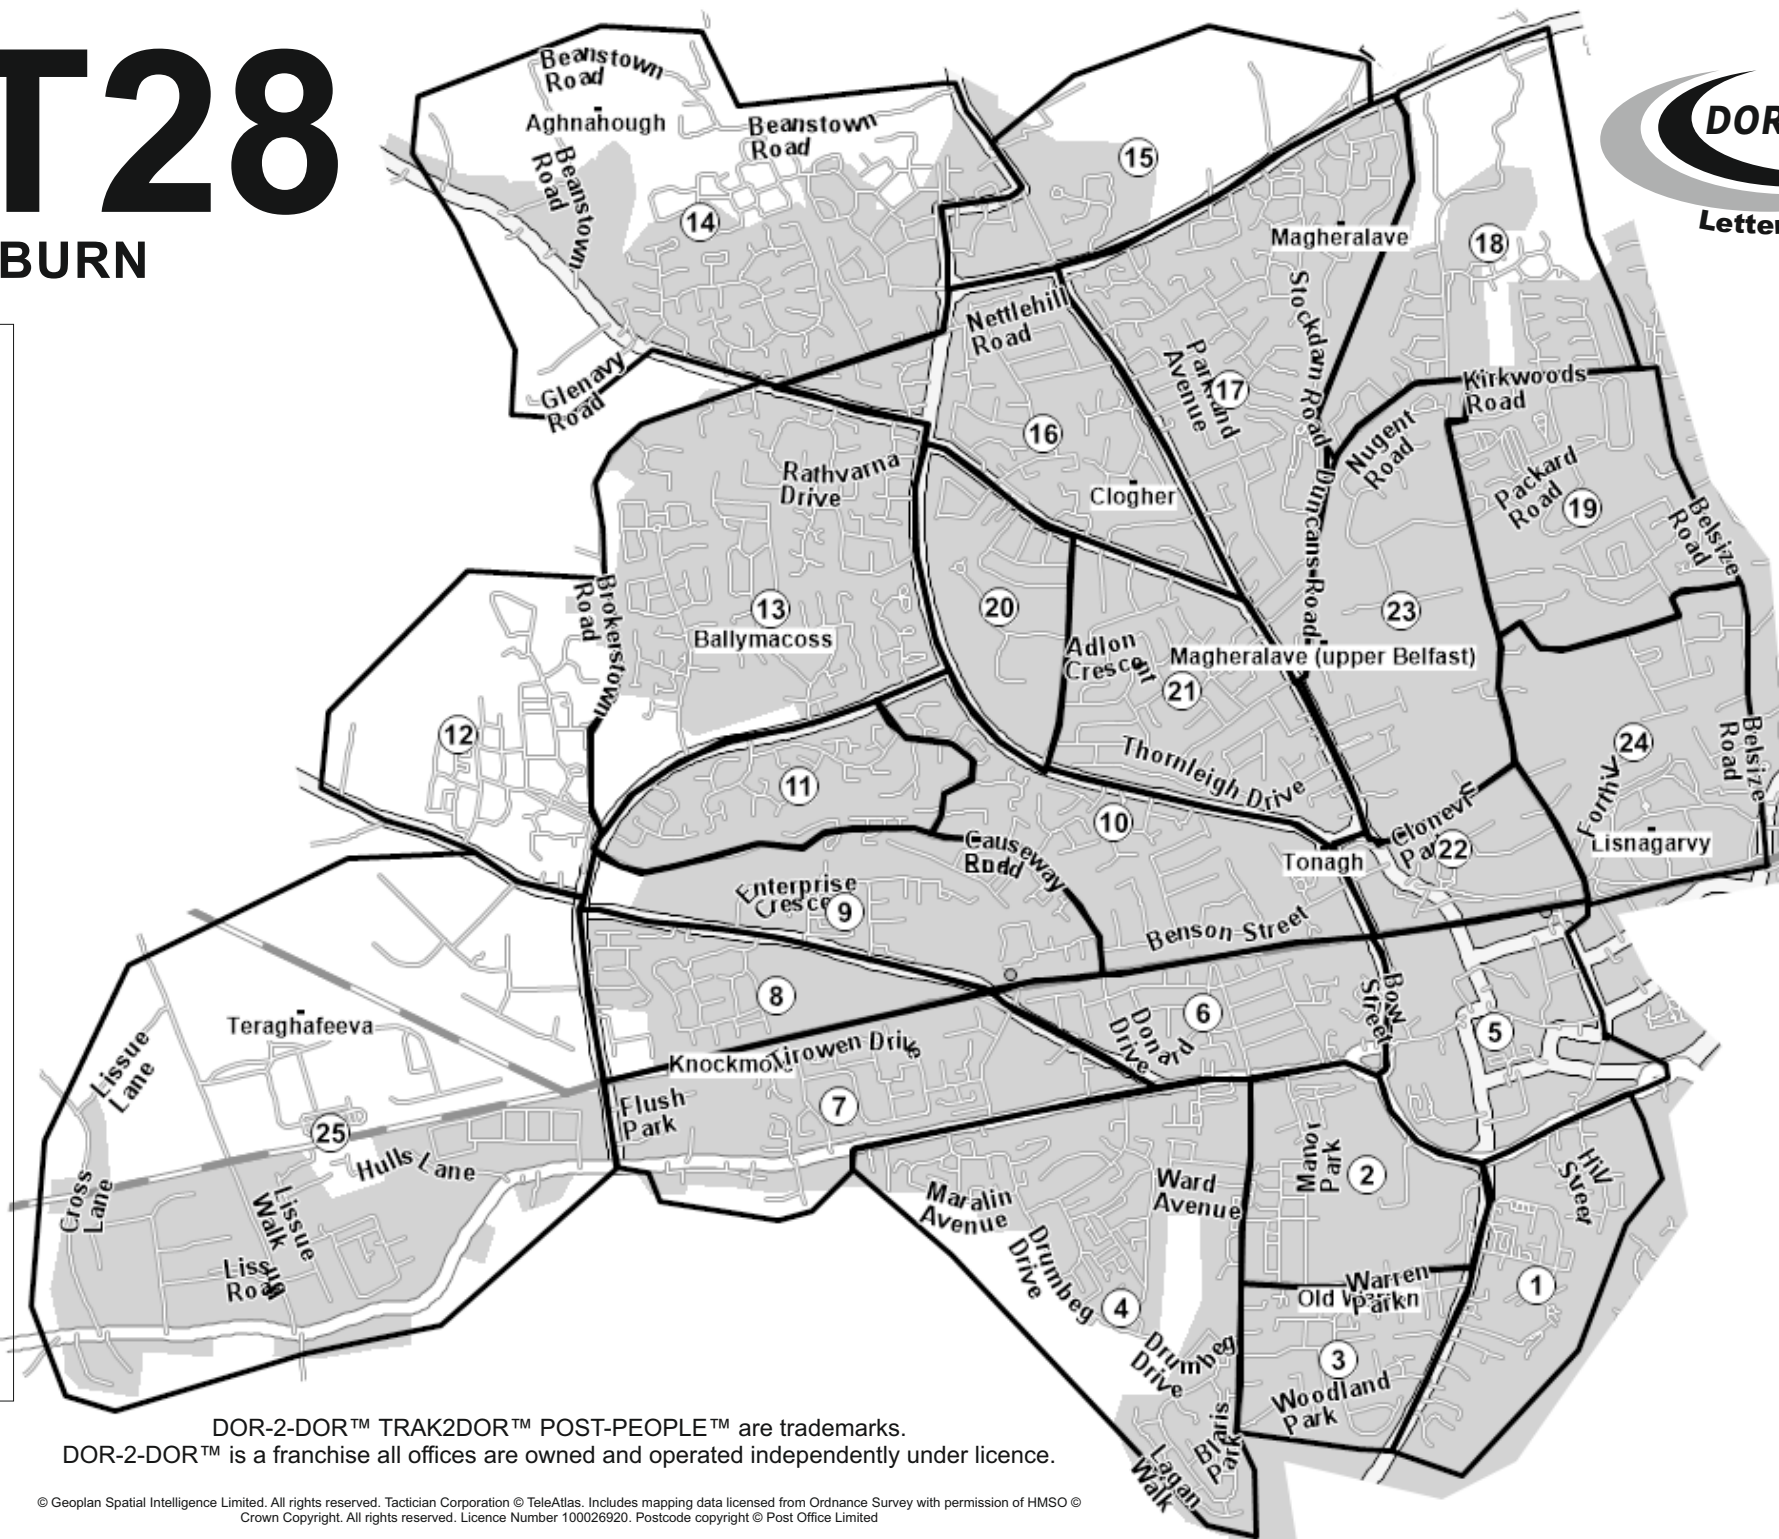 T28
BURN
DOR
Letter
Beanstown
Road
Aghnahough
Beanstown
Road
Beanstown
Road
15
14
Magheralave
18
Nettlehill
Road
Stockdam Road
Glenavy
Road
Parkland
Avenue
17
Kirkwoods
Road
16
Nugent
Road
Rathvarna
Drive
Clogher
Packard
Road
19
Duncans Road
Belsize
Road
Brokerstown
Road
13
Ballymacoss
20
23
Adlon
Crescent
Magheralave (upper Belfast)
21
12
Thornleigh Drive
24
Belsize
Road
11
10
Clonev
Pa
22
Tonagh
Lisnagarvy
Causeway
Enterprise
Cresce
9
Benson Street
8
Bow
Street
6
5
Teraghafeeva
Donard
Drive
Lissue
Lane
Knockmo
Tirowen Drive
Flush
Park
7
25
Hulls Lane
Manor
Park
2
Hill
Street
Cross
Lane
Lissue
Walk
Maralin
Avenue
Ward
Avenue
Drumbeg
Drive
Road
Warren
Park
Old
1
4
Drumbeg
Drive
3
Woodland
Park
Blaris
Park
Lagan
Walk
DOR-2-DOR™ TRAK2DOR™ POST-PEOPLE™ are trademarks.
DOR-2-DOR™ is a franchise all offices are owned and operated independently under licence.
© Geoplan Spatial Intelligence Limited. All rights reserved. Tactician Corporation © TeleAtlas. Includes mapping data licensed from Ordnance Survey with permission of HMSO ©
Crown Copyright. All rights reserved. Licence Number 100026920. Postcode copyright © Post Office Limited